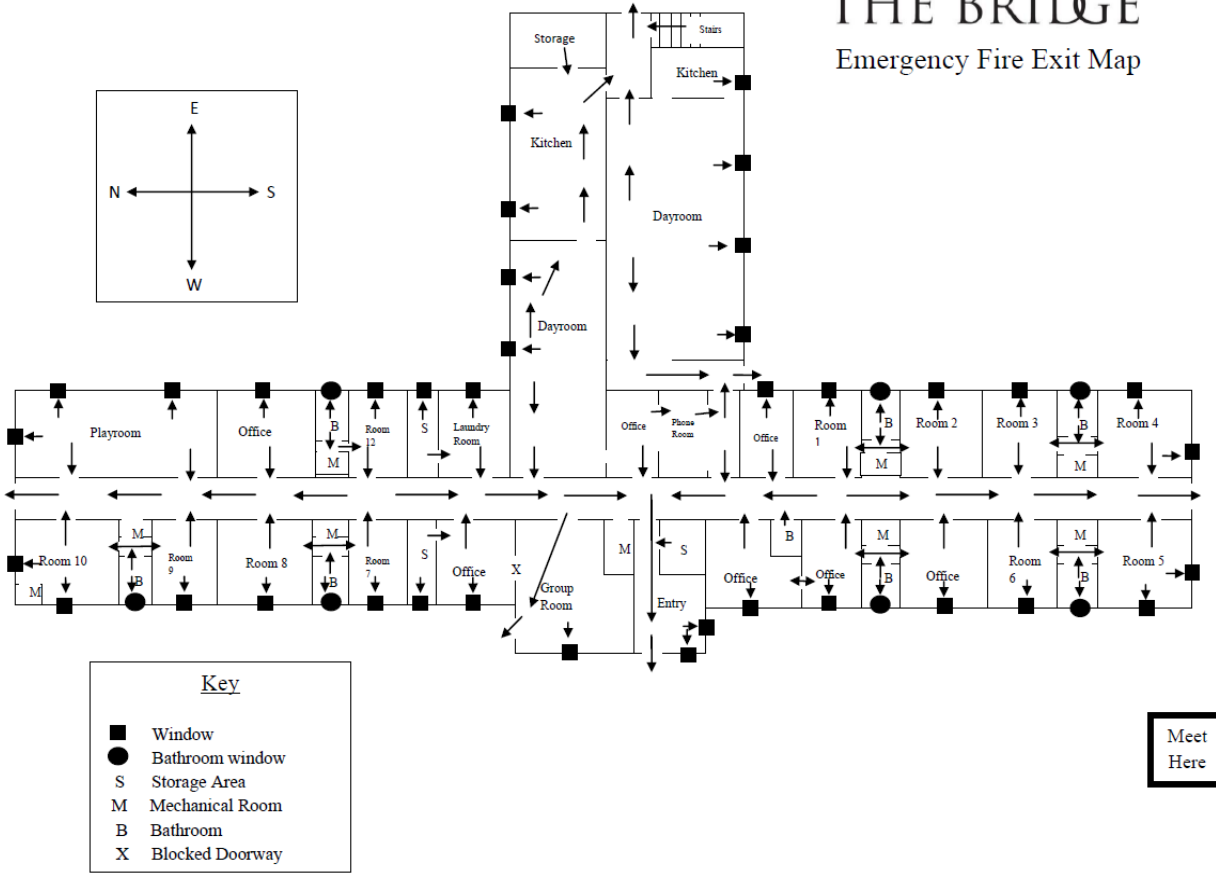 THE BRIDGE
Emergency Fire Exit Map
Stairs
Storage
Kitchen
E
N
S
W
Kitchen
Dayroom
Dayroom
Playroom
Office
B
M
Room
12
S
Laundry
Room
Office
Phone
Room
Office
Room
1
B
M
Room 2
Room 3
B
M
Room 4
Room 10
M
M
B
Room
9
Room 8
M
B
Room
7
S
Office
X
Group
Room
M
S
Entry
Office
B
Office
M
B
Office
Room
6
M
B
Room 5
Key
Window
Bathroom window
S Storage Area
M Mechanical Room
B Bathroom
X Blocked Doorway
Meet
Here